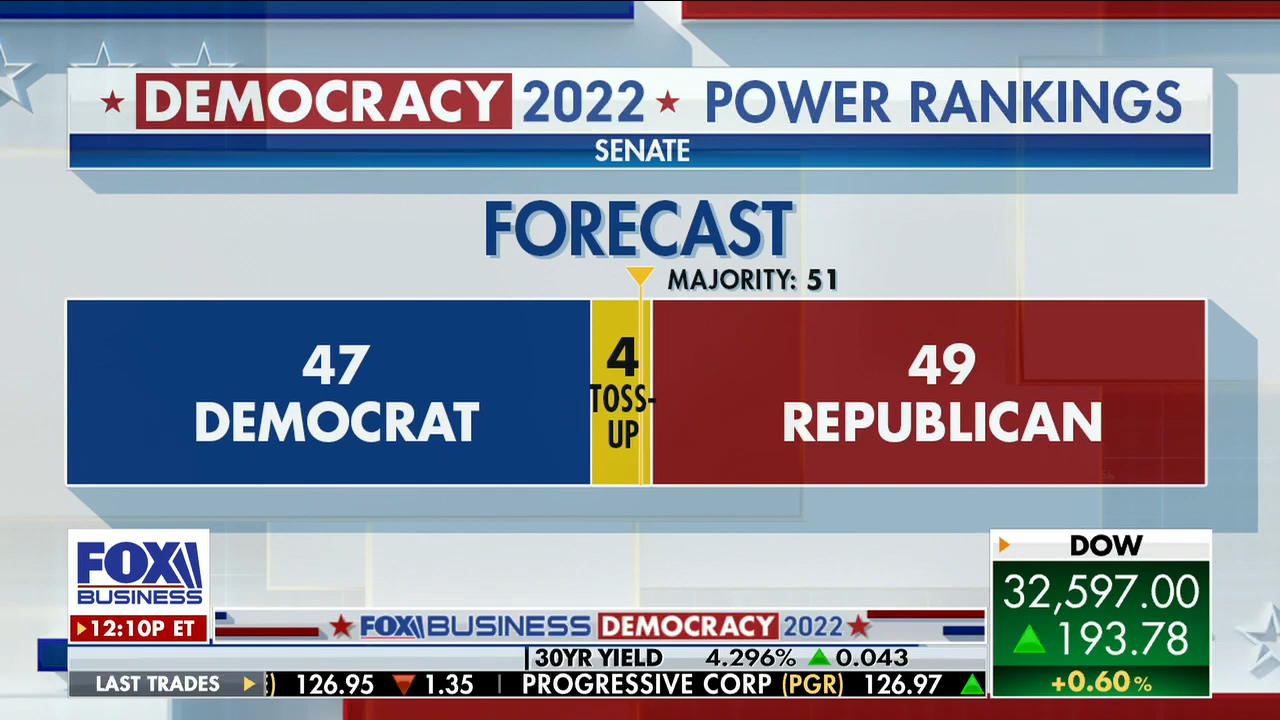 DEMOCRACY 2022 POWER RANKINGS
SENATE
FORECAST
MAJORITY: 51
47
DEMOCRAT
4
TOSS-
UP
49
REPUBLICAN
FOX
BUSINESS
12:10P ET
FOX BUSINESS DEMOCRACY 2022
30YR YIELD 4.296% 0.043
LAST TRADES ) 126.95 1.35 | PROGRESSIVE CORP (PGR) 126.97
DOW
32,597.00
193.78
+0.60%